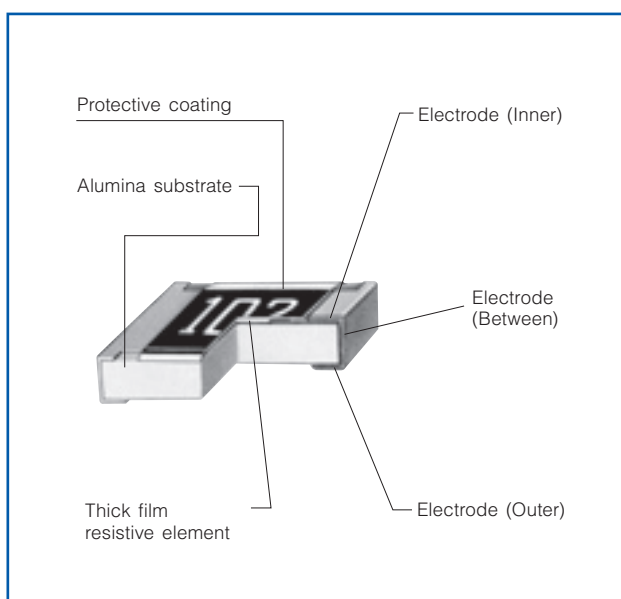 Protective coating
Electrode (Inner)
Alumina substrate
102
Electrode
(Between)
Thick film
resistive element
Electrode (Outer)